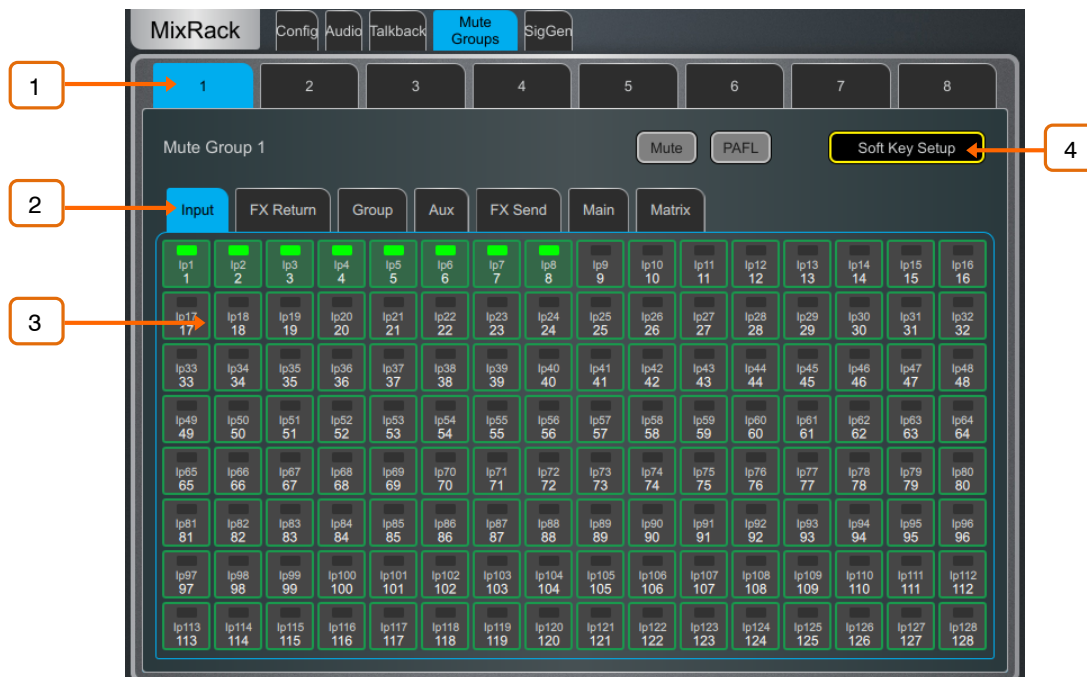 MixRack Config Audio Talkback Mute Groups SigGen
1 1 2 3 4 5 6 7 8
Mute Group 1 Mute PAFL Soft Key Setup 4
2 Input FX Return Group Aux FX Send Main Matrix
Ip1 Ip2 Ip3 Ip4 Ip5 Ip6 Ip7 Ip8 Ip9 Ip10 Ip11 Ip12 Ip13 Ip14 Ip15 Ip16
1 2 3 4 5 6 7 8 9 10 11 12 13 14 15 16
3 Ip17 Ip18 Ip19 Ip20 Ip21 Ip22 Ip23 Ip24 Ip25 Ip26 Ip27 Ip28 Ip29 Ip30 Ip31 Ip32
17 18 19 20 21 22 23 24 25 26 27 28 29 30 31 32
Ip33 Ip34 Ip35 Ip36 Ip37 Ip38 Ip39 Ip40 Ip41 Ip42 Ip43 Ip44 Ip45 Ip46 Ip47 Ip48
33 34 35 36 37 38 39 40 41 42 43 44 45 46 47 48
Ip49 Ip50 Ip51 Ip52 Ip53 Ip54 Ip55 Ip56 Ip57 Ip58 Ip59 Ip60 Ip61 Ip62 Ip63 Ip64
49 50 51 52 53 54 55 56 57 58 59 60 61 62 63 64
Ip65 Ip66 Ip67 Ip68 Ip69 Ip70 Ip71 Ip72 Ip73 Ip74 Ip75 Ip76 Ip77 Ip78 Ip79 Ip80
65 66 67 68 69 70 71 72 73 74 75 76 77 78 79 80
Ip81 Ip82 Ip83 Ip84 Ip85 Ip86 Ip87 Ip88 Ip89 Ip90 Ip91 Ip92 Ip93 Ip94 Ip95 Ip96
81 82 83 84 85 86 87 88 89 90 91 92 93 94 95 96
Ip97 Ip98 Ip99 Ip100 Ip101 Ip102 Ip103 Ip104 Ip105 Ip106 Ip107 Ip108 Ip109 Ip110 Ip111 Ip112
97 98 99 100 101 102 103 104 105 106 107 108 109 110 111 112
Ip113 Ip114 Ip115 Ip116 Ip117 Ip118 Ip119 Ip120 Ip121 Ip122 Ip123 Ip124 Ip125 Ip126 Ip127 Ip128
113 114 115 116 117 118 119 120 121 122 123 124 125 126 127 128